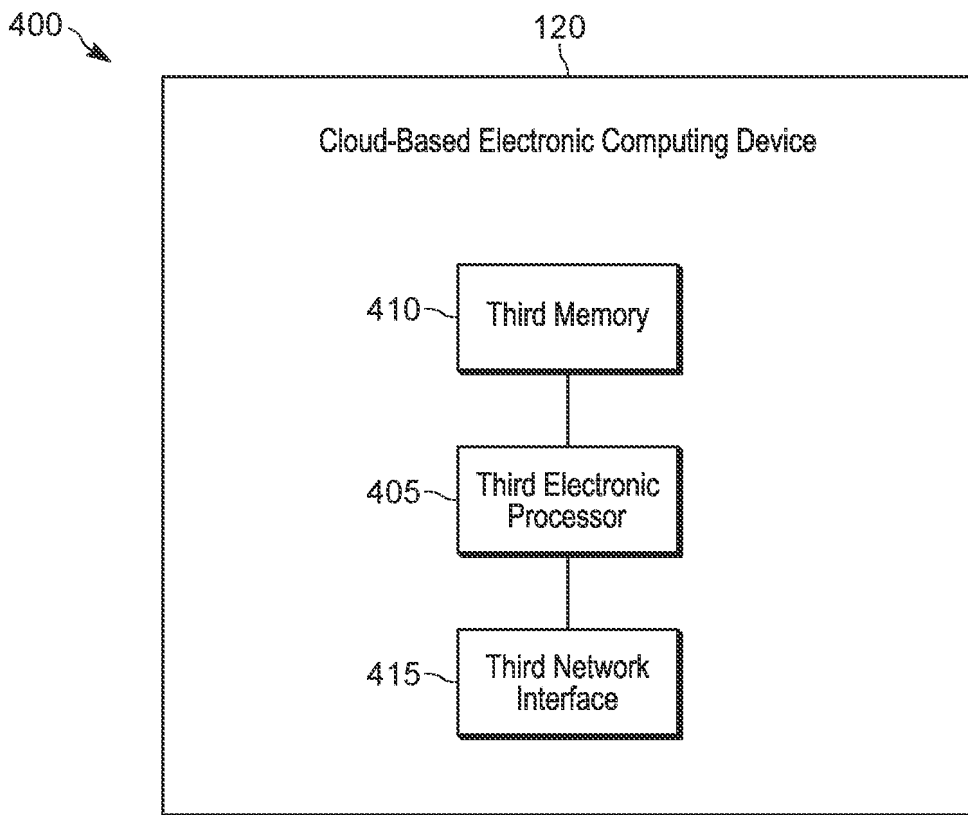 400
120
Cloud-Based Electronic Computing Device
410
Third Memory
405
Third Electronic
Processor
415
Third Network
Interface